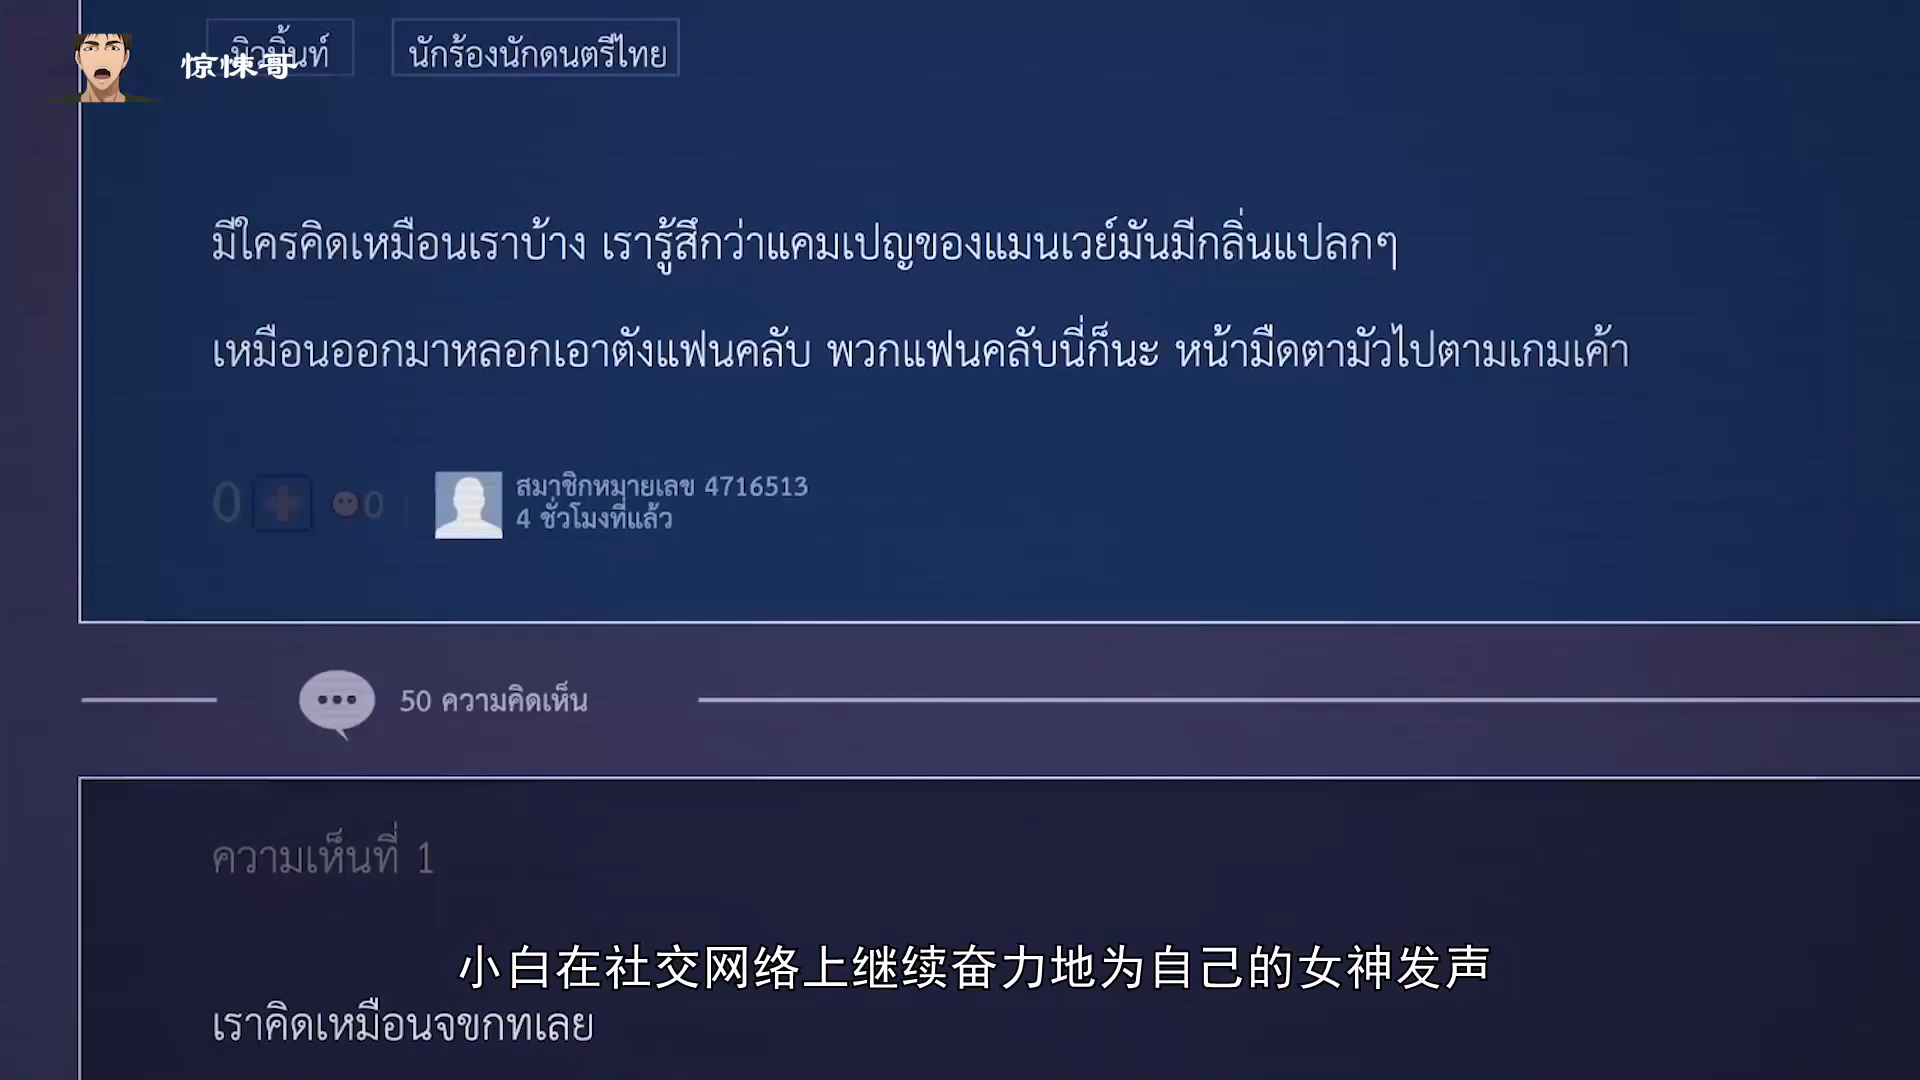 มิวมิ้นท์ นักร้องนักดนตรีไทย
惊悚哥
มีใครคิดเหมือนเราบ้าง เรารู้สึกว่าแคมเปญของแมนเวย์มันมีกลิ่นแปลกๆ
เหมือนออกมาหลอกเอาตังแฟนคลับ พวกแฟนคลับนี่ก็นะ หน้ามืดตามัวไปตามเกมเค้า
0 0 สมาชิกหมายเลข 4716513
4 ชั่วโมงที่แล้ว
50 ความคิดเห็น
ความเห็นที่ 1
小白在社交网络上继续奋力地为自己的女神发声
เราคิดเหมือนจขกทเลย